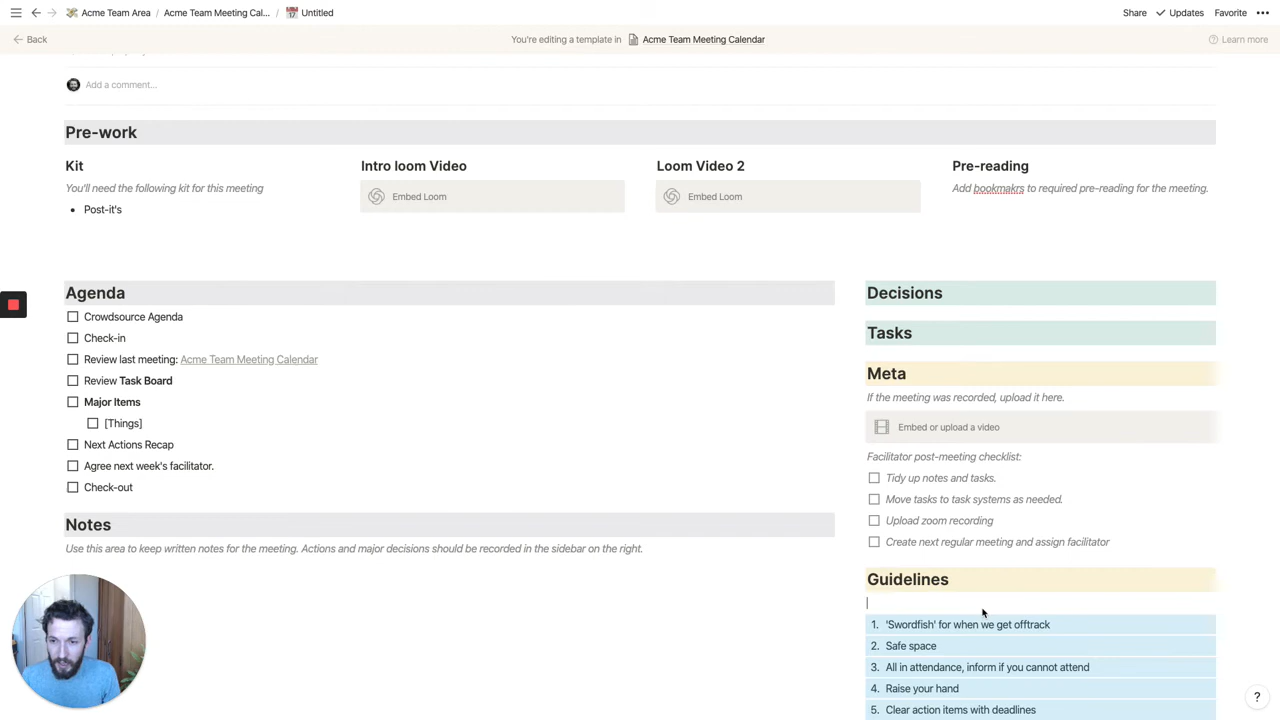 Acme Team Area / Acme Team Meeting Cal... / Untitled
Share Updates Favorite •••
Back
You're editing a template in Acme Team Meeting Calendar
Learn more
Add a comment...
Pre-work
Kit
You'll need the following kit for this meeting
• Post-it's
Intro loom Video
Embed Loom
Loom Video 2
Embed Loom
Pre-reading
Add bookmakrs to required pre-reading for the meeting.
Agenda
Crowdsource Agenda
Check-in
Review last meeting: Acme Team Meeting Calendar
Review Task Board
Major Items
[Things]
Next Actions Recap
Agree next week's facilitator.
Check-out
Notes
Use this area to keep written notes for the meeting. Actions and major decisions should be recorded in the sidebar on the right.
Decisions
Tasks
Meta
If the meeting was recorded, upload it here.
Embed or upload a video
Facilitator post-meeting checklist:
Tidy up notes and tasks.
Move tasks to task systems as needed.
Upload zoom recording
Create next regular meeting and assign facilitator
Guidelines
1. 'Swordfish' for when we get offtrack
2. Safe space
3. All in attendance, inform if you cannot attend
4. Raise your hand
5. Clear action items with deadlines
?